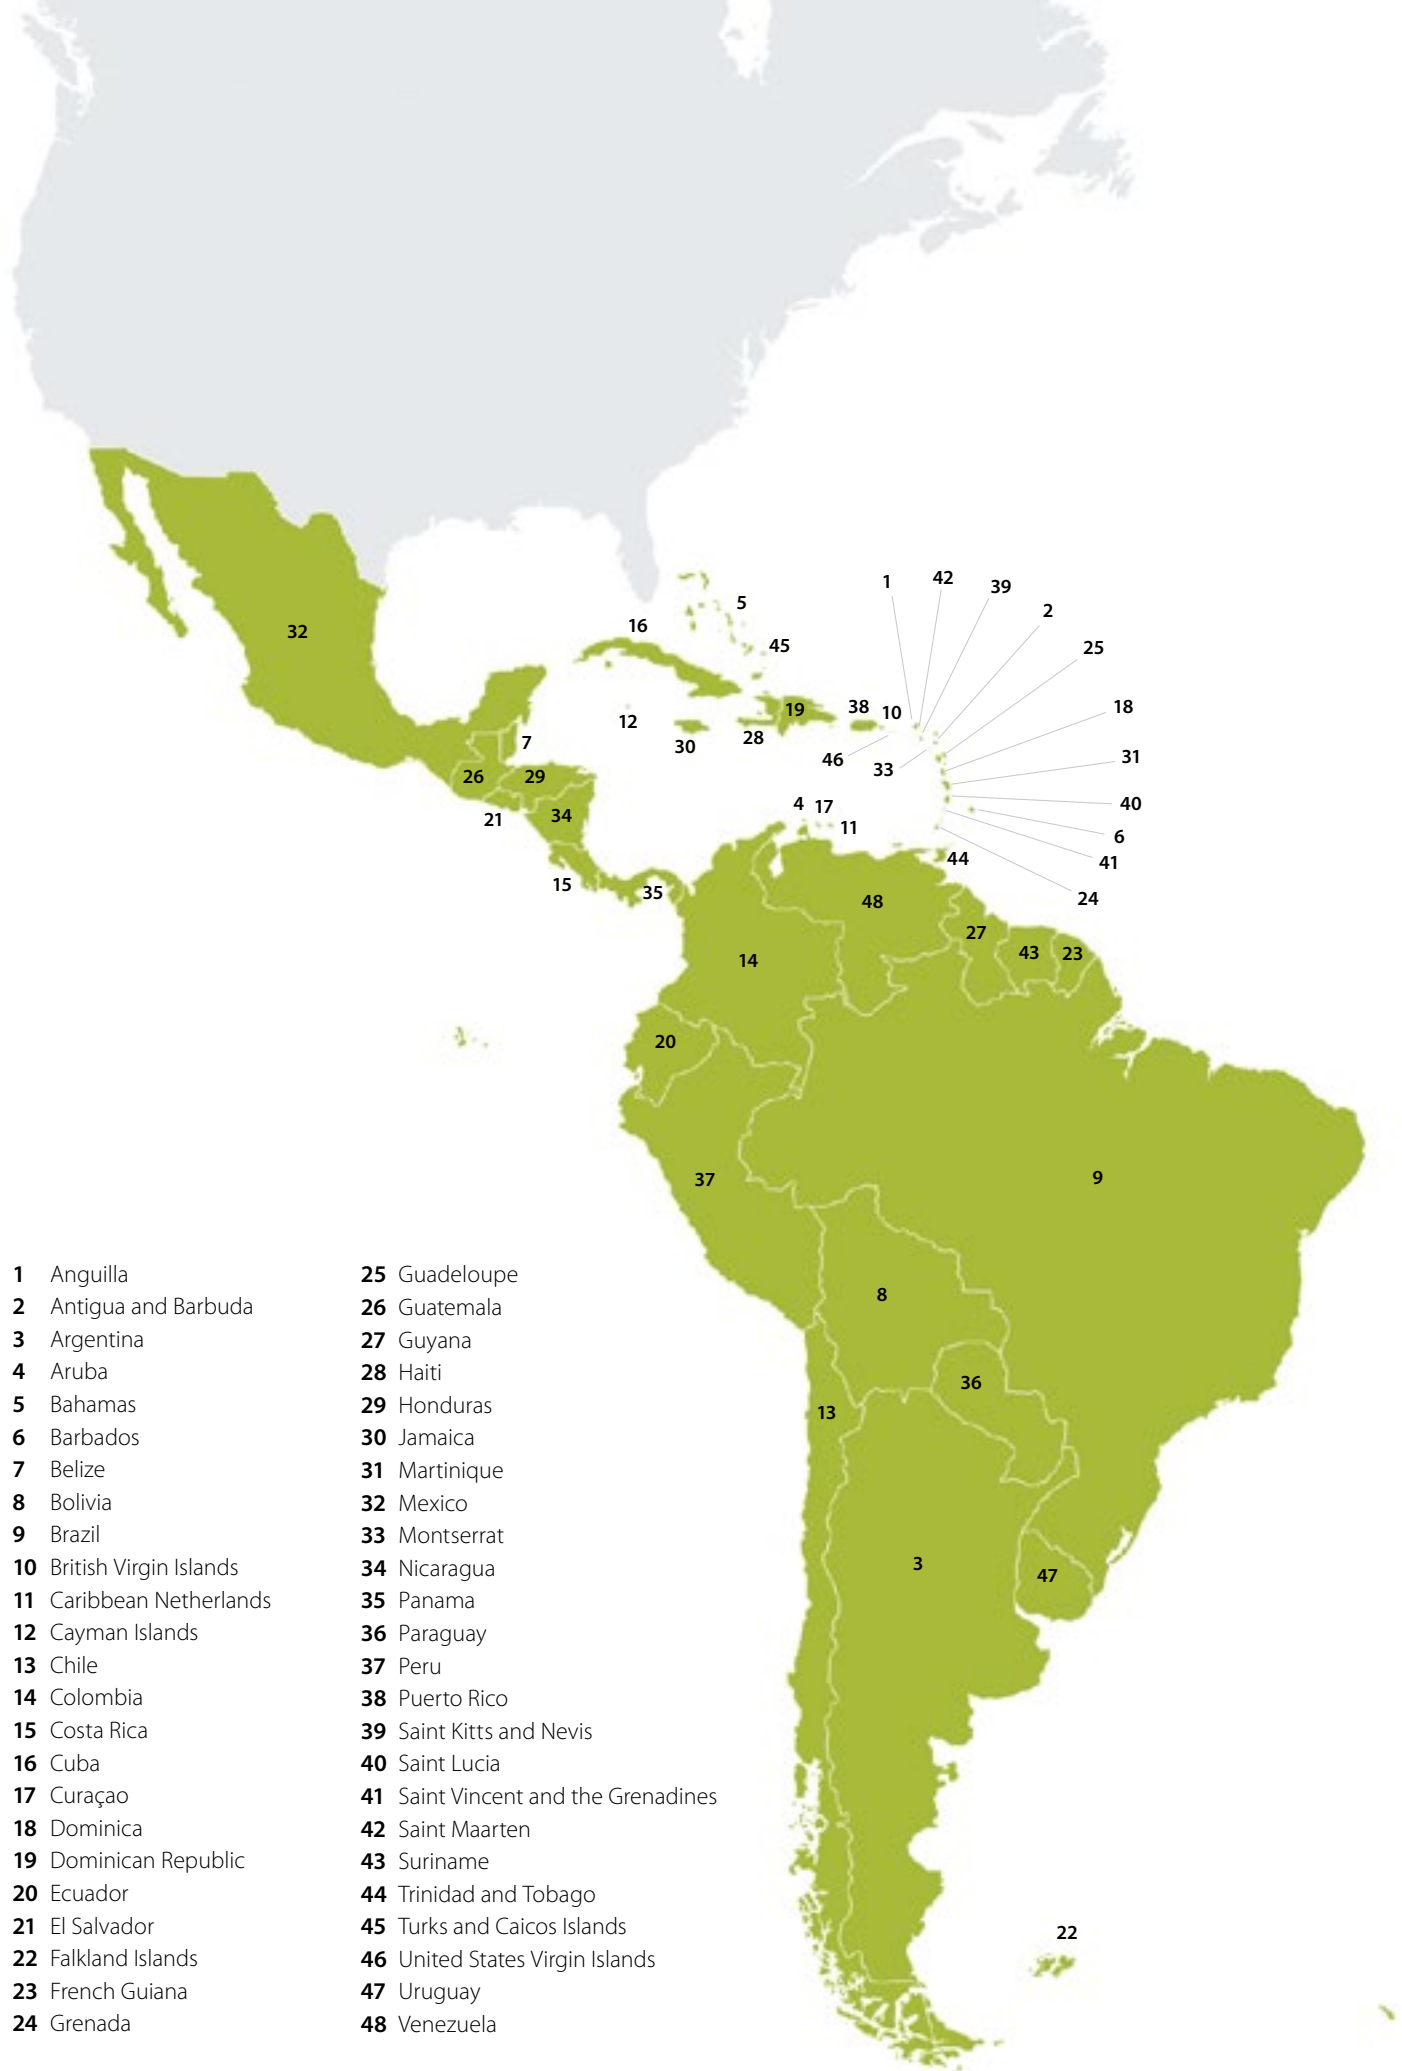 1
42
39
2
5
16
32
45
25
38
10
18
19
12
28
7
30
46
31
33
26
29
4
17
40
21
34
11
6
44
41
15
35
24
48
27
43
23
14
20
37
9
8
36
13
3
47
22
1 Anguilla
2 Antigua and Barbuda
3 Argentina
4 Aruba
5 Bahamas
6 Barbados
7 Belize
8 Bolivia
9 Brazil
10 British Virgin Islands
11 Caribbean Netherlands
12 Cayman Islands
13 Chile
14 Colombia
15 Costa Rica
16 Cuba
17 Curaçao
18 Dominica
19 Dominican Republic
20 Ecuador
21 El Salvador
22 Falkland Islands
23 French Guiana
24 Grenada
25 Guadeloupe
26 Guatemala
27 Guyana
28 Haiti
29 Honduras
30 Jamaica
31 Martinique
32 Mexico
33 Montserrat
34 Nicaragua
35 Panama
36 Paraguay
37 Peru
38 Puerto Rico
39 Saint Kitts and Nevis
40 Saint Lucia
41 Saint Vincent and the Grenadines
42 Saint Maarten
43 Suriname
44 Trinidad and Tobago
45 Turks and Caicos Islands
46 United States Virgin Islands
47 Uruguay
48 Venezuela